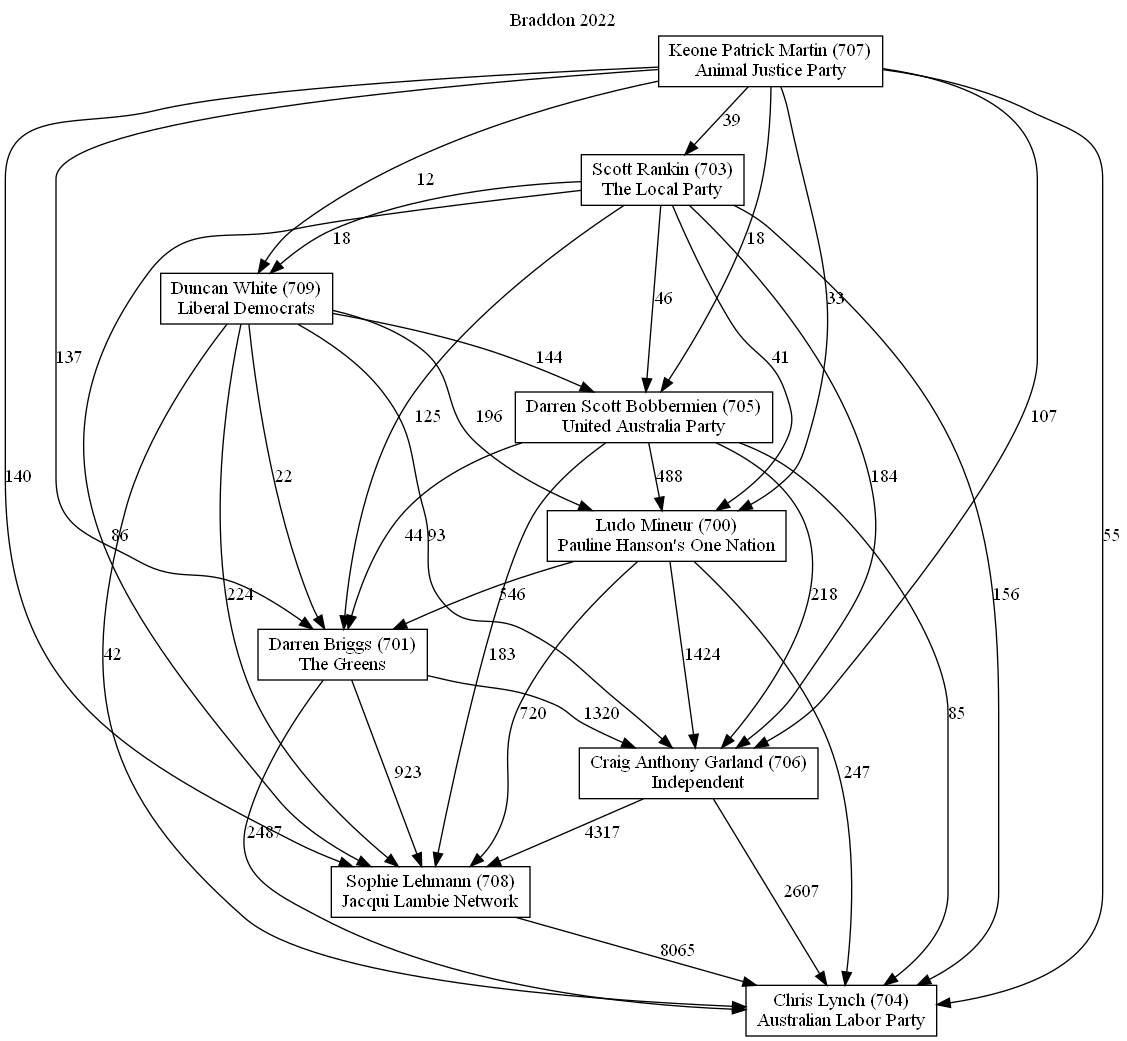 Braddon 2022
Keone Patrick Martin (707)
Animal Justice Party
39
Scott Rankin (703)
The Local Party
12
18
18
Duncan White (709)
Liberal Democrats
46
33
137
144
41
Darren Scott Bobbermien (705)
United Australia Party
125
196
107
140
22
488
184
Ludo Mineur (700)
Pauline Hanson's One Nation
86
44
93
55
224
546
218
156
Darren Briggs (701)
The Greens
42
183
1424
720
1320
85
Craig Anthony Garland (706)
Independent
923
247
2487
4317
Sophie Lehmann (708)
Jacqui Lambie Network
2607
8065
Chris Lynch (704)
Australian Labor Party